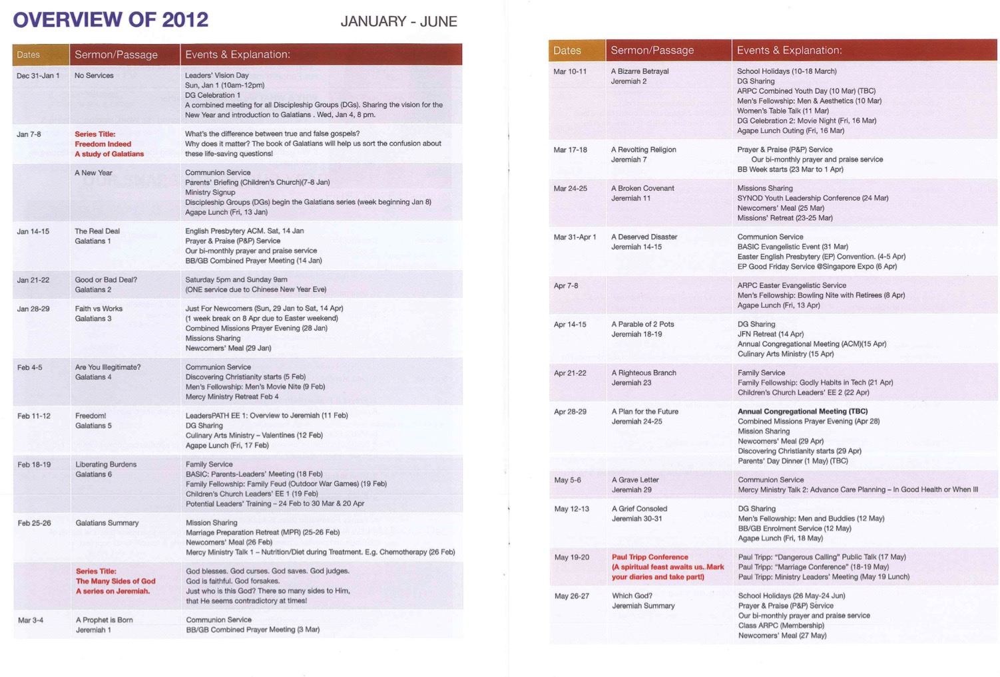 OVERVIEW OF 2012
JANUARY - JUNE
Dates Sermon/Passage Events & Explanation:
Dec 31-Jan 1 No Services Leaders' Vision Day
Sun, Jan 1 (10am-12pm)
DG Celebration 1
A combined meeting for all Discipleship Groups (DGs). Sharing the vision for the
New Year and introduction to Galatians . Wed, Jan 4, 8 pm.
Jan 7-8 Series Title: What's the difference between true and false gospels?
Freedom Indeed Why does it matter? The book of Galatians will help us sort the confusion about
A study of Galatians these life-saving questions!
A New Year Communion Service
Parents' Briefing (Children's Church)(7-8 Jan)
Ministry Signup
Discipleship Groups (DGs) begin the Galatians series (week beginning Jan 8)
Agape Lunch (Fri, 13 Jan)
Jan 14-15 The Real Deal English Presbytery ACM. Sat, 14 Jan
Galatians 1 Prayer & Praise (P&P) Service
Our bi-monthly prayer and praise service
BB/GB Combined Prayer Meeting (14 Jan)
Jan 21-22 Good or Bad Deal? Saturday 5pm and Sunday 9am
Galatians 2 (ONE service due to Chinese New Year Eve)
Jan 28-29 Faith vs Works Just For Newcomers (Sun, 29 Jan to Sat, 14 Apr)
Galatians 3 (1 week break on 8 Apr due to Easter weekend)
Combined Missions Prayer Evening (28 Jan)
Missions Sharing
Newcomers' Meal (29 Jan)
Feb 4-5 Are You Illegitimate? Communion Service
Galatians 4 Discovering Christianity starts (5 Feb)
Men's Fellowship: Men's Movie Nite (9 Feb)
Mercy Ministry Retreat Feb 4
Feb 11-12 Freedom! LeadersPATH EE 1: Overview to Jeremiah (11 Feb)
Galatians 5 DG Sharing
Culinary Arts Ministry – Valentines (12 Feb)
Agape Lunch (Fri, 17 Feb)
Feb 18-19 Liberating Burdens Family Service
Galatians 6 BASIC: Parents-Leaders' Meeting (18 Feb)
Family Fellowship: Family Feud (Outdoor War Games) (19 Feb)
Children's Church Leaders' EE 1 (19 Feb)
Potential Leaders' Training – 24 Feb to 30 Mar & 20 Apr
Feb 25-26 Galatians Summary Mission Sharing
Marriage Preparation Retreat (MPR) (25-26 Feb)
Newcomers' Meal (26 Feb)
Mercy Ministry Talk 1 – Nutrition/Diet during Treatment. E.g. Chemotherapy (26 Feb)
Series Title: God blesses. God curses. God saves. God judges.
The Many Sides of God God is faithful. God forsakes.
A series on Jeremiah. Just who is this God? There so many sides to Him,
that He seems contradictory at times!
Mar 3-4 A Prophet is Born Communion Service
Jeremiah 1 BB/GB Combined Prayer Meeting (3 Mar)
Dates Sermon/Passage Events & Explanation:
Mar 10-11 A Bizarre Betrayal School Holidays (10-18 March)
Jeremiah 2 DG Sharing
ARPC Combined Youth Day (10 Mar) (TBC)
Men's Fellowship: Men & Aesthetics (10 Mar)
Women's Table Talk (11 Mar)
DG Celebration 2: Movie Night (Fri, 16 Mar)
Agape Lunch Outing (Fri, 16 Mar)
Mar 17-18 A Revolting Religion Prayer & Praise (P&P) Service
Jeremiah 7 Our bi-monthly prayer and praise service
BB Week starts (23 Mar to 1 Apr)
Mar 24-25 A Broken Covenant Missions Sharing
Jeremiah 11 SYNOD Youth Leadership Conference (24 Mar)
Newcomers' Meal (25 Mar)
Missions' Retreat (23-25 Mar)
Mar 31-Apr 1 A Deserved Disaster Communion Service
Jeremiah 14-15 BASIC Evangelistic Event (31 Mar)
Easter English Presbytery (EP) Convention. (4-5 Apr)
EP Good Friday Service @Singapore Expo (6 Apr)
Apr 7-8 ARPC Easter Evangelistic Service
Men's Fellowship: Bowling Nite with Retirees (8 Apr)
Agape Lunch (Fri, 13 Apr)
Apr 14-15 A Parable of 2 Pots DG Sharing
Jeremiah 18-19 JFN Retreat (14 Apr)
Annual Congregational Meeting (ACM)(15 Apr)
Culinary Arts Ministry (15 Apr)
Apr 21-22 A Righteous Branch Family Service
Jeremiah 23 Family Fellowship: Godly Habits in Tech (21 Apr)
Children's Church Leaders' EE 2 (22 Apr)
Apr 28-29 A Plan for the Future Annual Congregational Meeting (TBC)
Jeremiah 24-25 Combined Missions Prayer Evening (Apr 28)
Mission Sharing
Newcomers' Meal (29 Apr)
Discovering Christianity starts (29 Apr)
Parents' Day Dinner (1 May) (TBC)
May 5-6 A Grave Letter Communion Service
Jeremiah 29 Mercy Ministry Talk 2: Advance Care Planning – In Good Health or When Ill
May 12-13 A Grief Consoled DG Sharing
Jeremiah 30-31 Men's Fellowship: Men and Buddies (12 May)
BB/GB Enrolment Service (12 May)
Agape Lunch (Fri, 18 May)
May 19-20 Paul Tripp Conference Paul Tripp: "Dangerous Calling" Public Talk (17 May)
(A spiritual feast awaits us. Mark Paul Tripp: "Marriage Conference" (18-19 May)
your diaries and take part!) Paul Tripp: Ministry Leaders' Meeting (May 19 Lunch)
May 26-27 Which God? School Holidays (26 May-24 Jun)
Jeremiah Summary Prayer & Praise (P&P) Service
Our bi-monthly prayer and praise service
Class ARPC (Membership)
Newcomers' Meal (27 May)